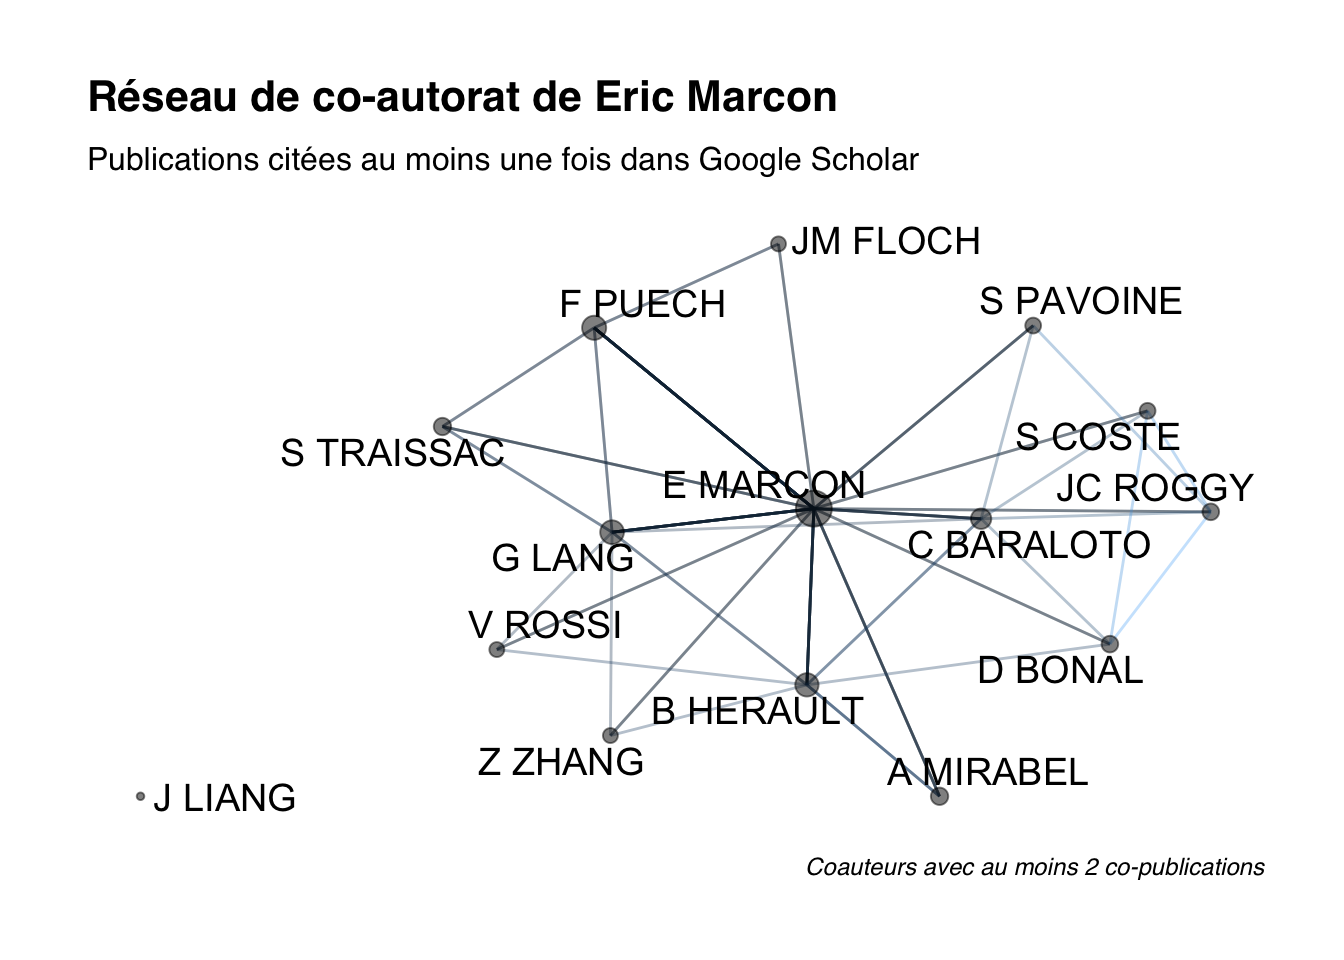 Réseau de co-autorat de Eric Marcon
Publications citées au moins une fois dans Google Scholar
JM FLOCH
F PUECH
S PAVOINE
S COSTE
S TRAISSAC
E MARCON
JC ROGGY
C BARALOTO
G LANG
V ROSSI
D BONAL
B HERAULT
Z ZHANG
A MIRABEL
J LIANG
Coauteurs avec au moins 2 co-publications